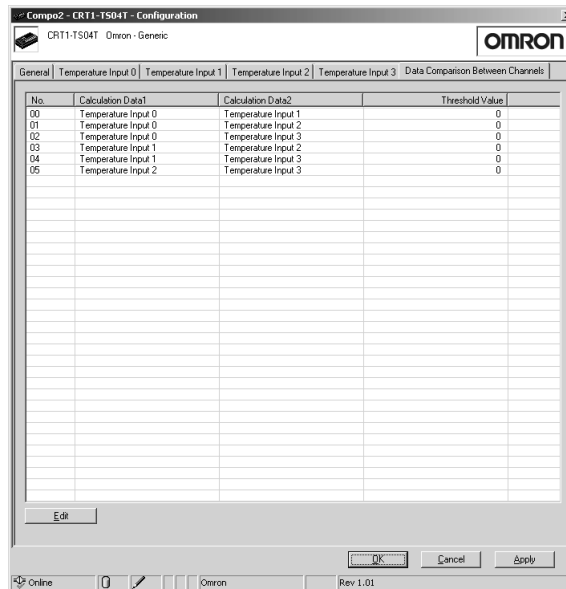 Compo2 - CRT1-TS04T - Configuration
CRT1-TS04T Omron - Generic
OMRON
General Temperature Input 0 Temperature Input 1 Temperature Input 2 Temperature Input 3 Data Comparison Between Channels
No. Calculation Data1 Calculation Data2 Threshold Value
00 Temperature Input 0 Temperature Input 1 0
01 Temperature Input 0 Temperature Input 2 0
02 Temperature Input 0 Temperature Input 3 0
03 Temperature Input 1 Temperature Input 2 0
04 Temperature Input 1 Temperature Input 3 0
05 Temperature Input 2 Temperature Input 3 0
Edit
OK Cancel Apply
Online Omron Rev 1.01